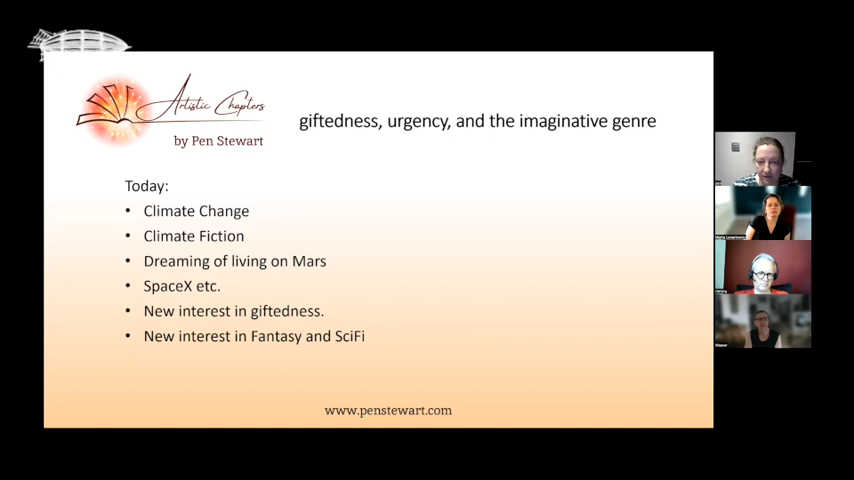 Artistic Chapters
by Pen Stewart
giftedness, urgency, and the imaginative genre
Today:
• Climate Change
• Climate Fiction
• Dreaming of living on Mars
• SpaceX etc.
• New interest in giftedness.
• New interest in Fantasy and SciFi
www.penstewart.com